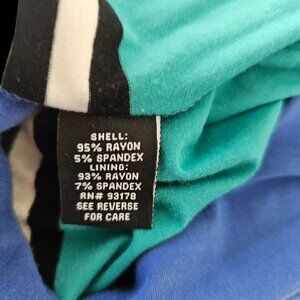 SHELL:
95% RAYON
5% SPANDEX
LINING:
93% RAYON
7% SPANDEX
RN# 93178
SEE REVERSE
FOR CARE